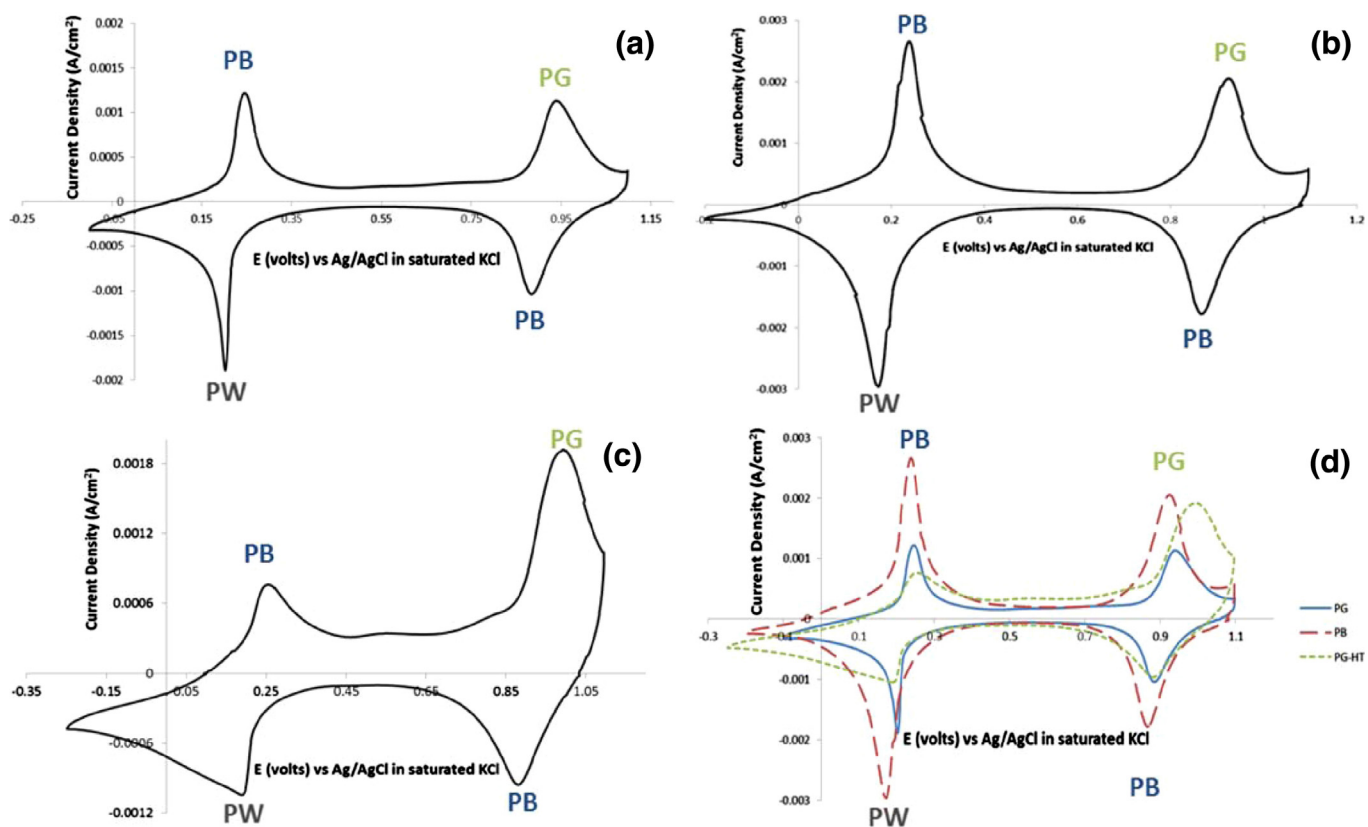 (a)
Current Density (A/cm²)
0.002
0.0015
0.001
0.0005
0
-0.0005
-0.001
-0.0015
-0.002
-0.25
0.05
0.15
0.35
0.55
0.75
0.95
1.15
E (volts) vs Ag/AgCl in saturated KCl
PB
PG
PB
PW
(b)
Current Density (A/cm²)
0.003
0.002
0.001
0
-0.001
-0.002
-0.003
0
0.2
0.4
0.6
0.8
1
1.2
E (volts) vs Ag/AgCl in saturated KCl
PB
PG
PB
PW
(c)
Current Density (A/cm²)
0.0018
0.0012
0.0006
0
-0.0006
-0.0012
-0.35
-0.15
0.05
0.25
0.45
0.65
0.85
1.05
E (volts) vs Ag/AgCl in saturated KCl
PB
PG
PB
PW
(d)
Current Density (A/cm²)
0.003
0.002
0.001
0
-0.001
-0.002
-0.003
-0.3
-0.1
0.1
0.3
0.5
0.7
0.9
1.1
E (volts) vs Ag/AgCl in saturated KCl
PB
PG
PB
PW
PG
PB
PG-HT